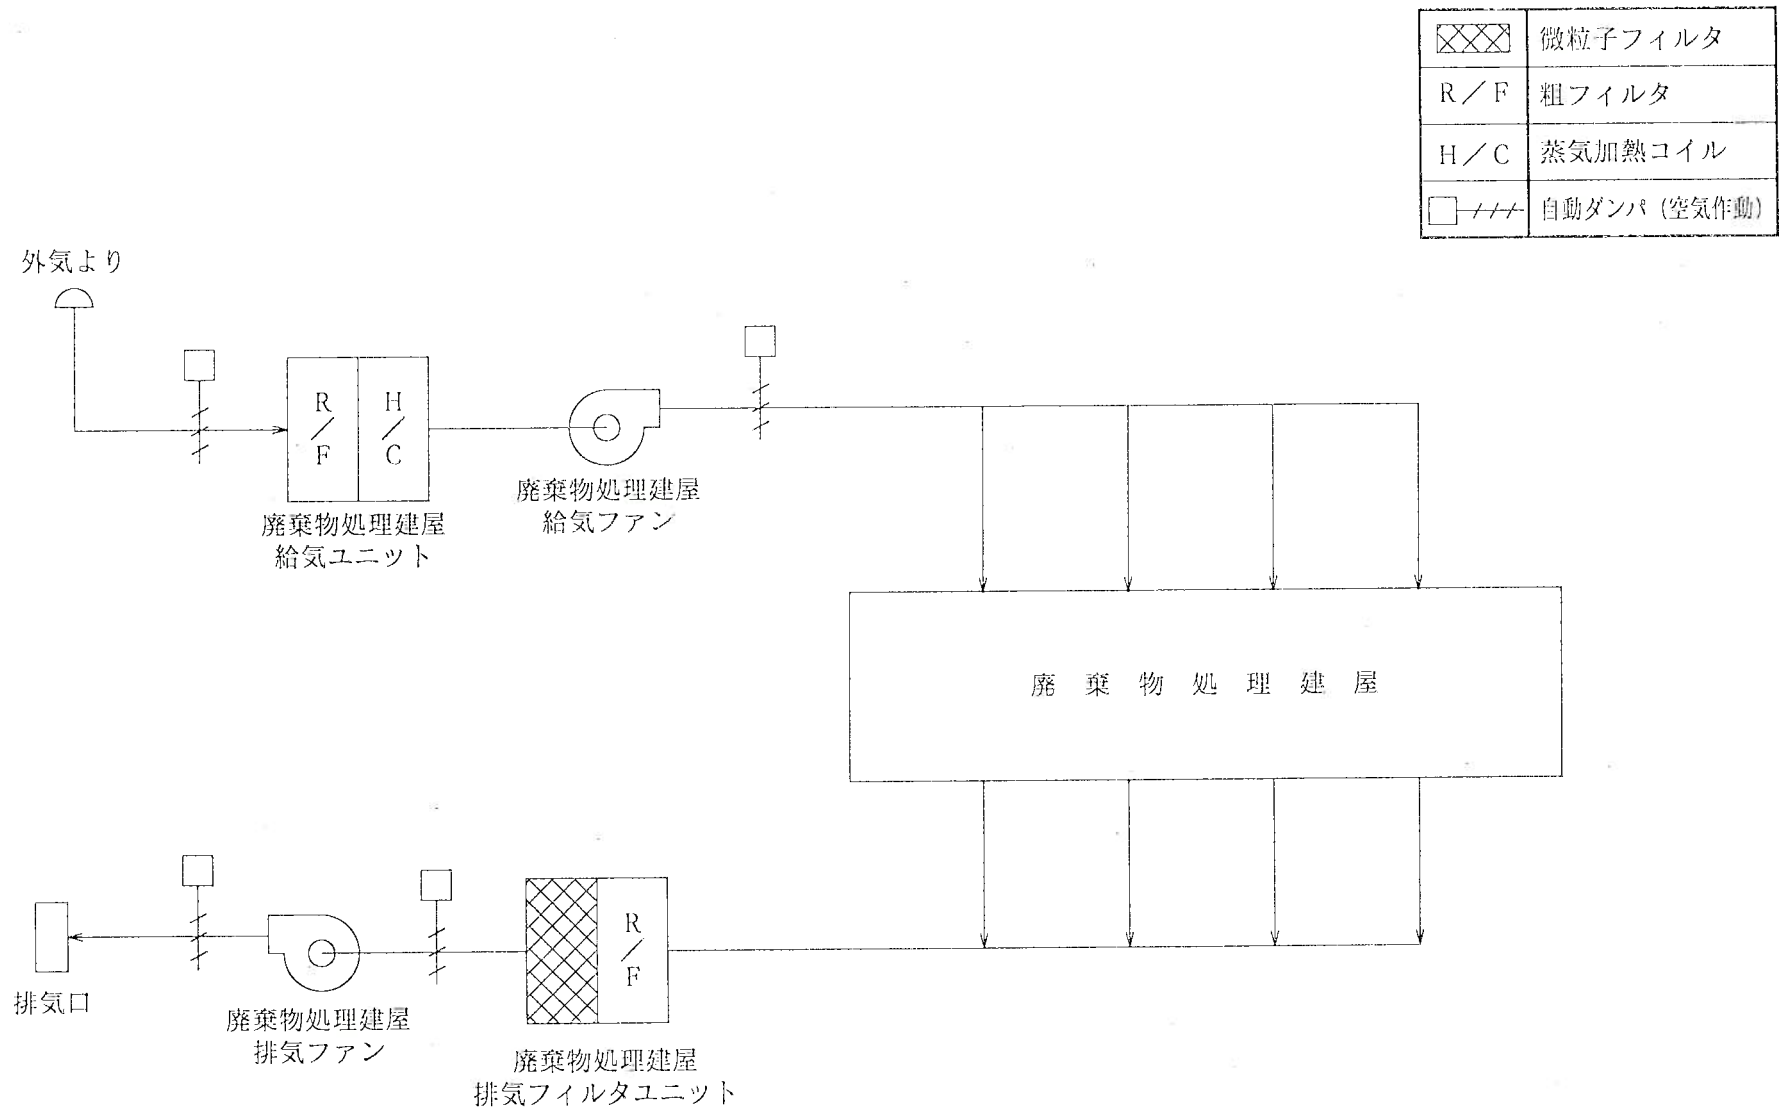 微粒子フィルタ
R／F 粗フィルタ
H／C 蒸気加熱コイル
自動ダンパ（空気作動）
外気より
R／F
H／C
廃棄物処理建屋
給気ユニット
廃棄物処理建屋
給気ファン
廃棄物処理建屋
R／F
排気口
廃棄物処理建屋
排気ファン
廃棄物処理建屋
排気フィルタユニット